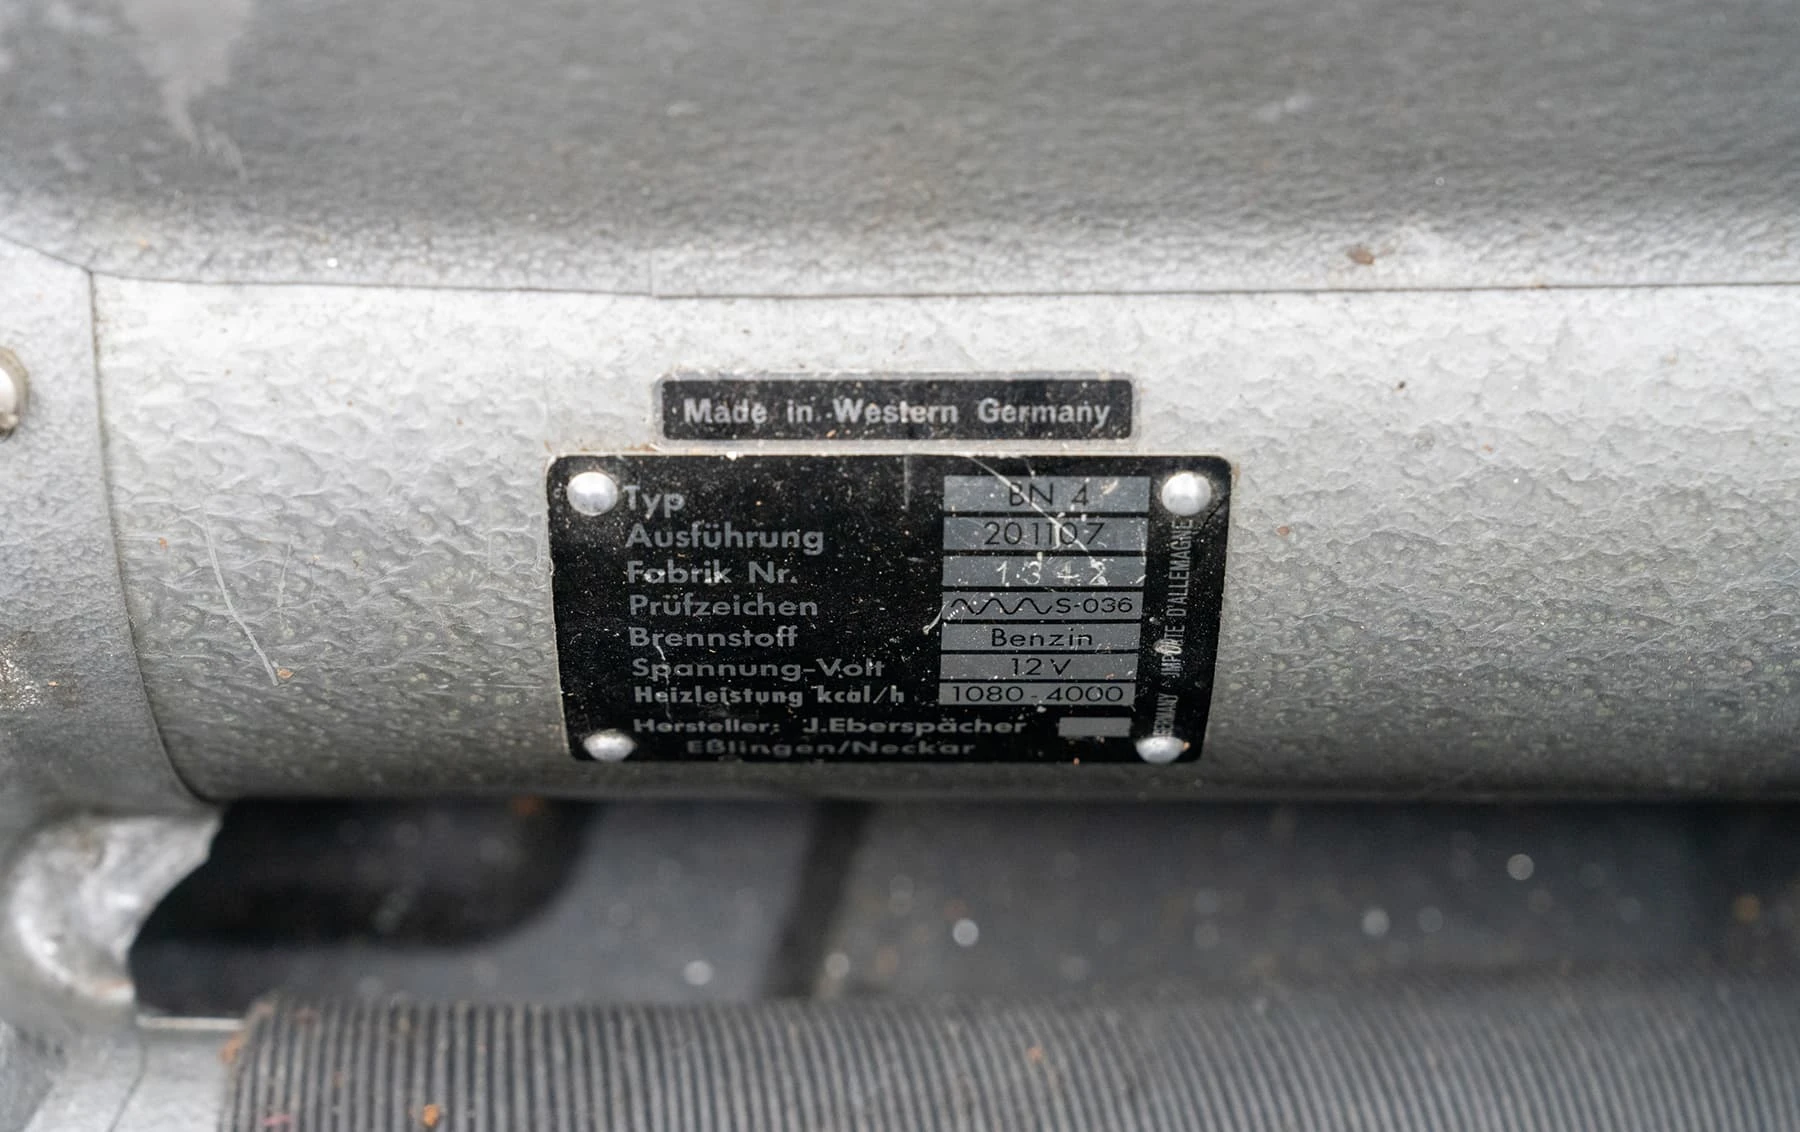 Made in Western Germany
Typ BN 4
Ausführung 201107
Fabrik Nr.
Prüfzeichen S-036
Brennstoff Benzin
Spannung-Volt 12V
Heizleistung kcal/h 1080-4000
Hersteller: J.Eberspächer
Eßlingen/Neckar
GERMANY IMPORTE D'ALLEMAGNE